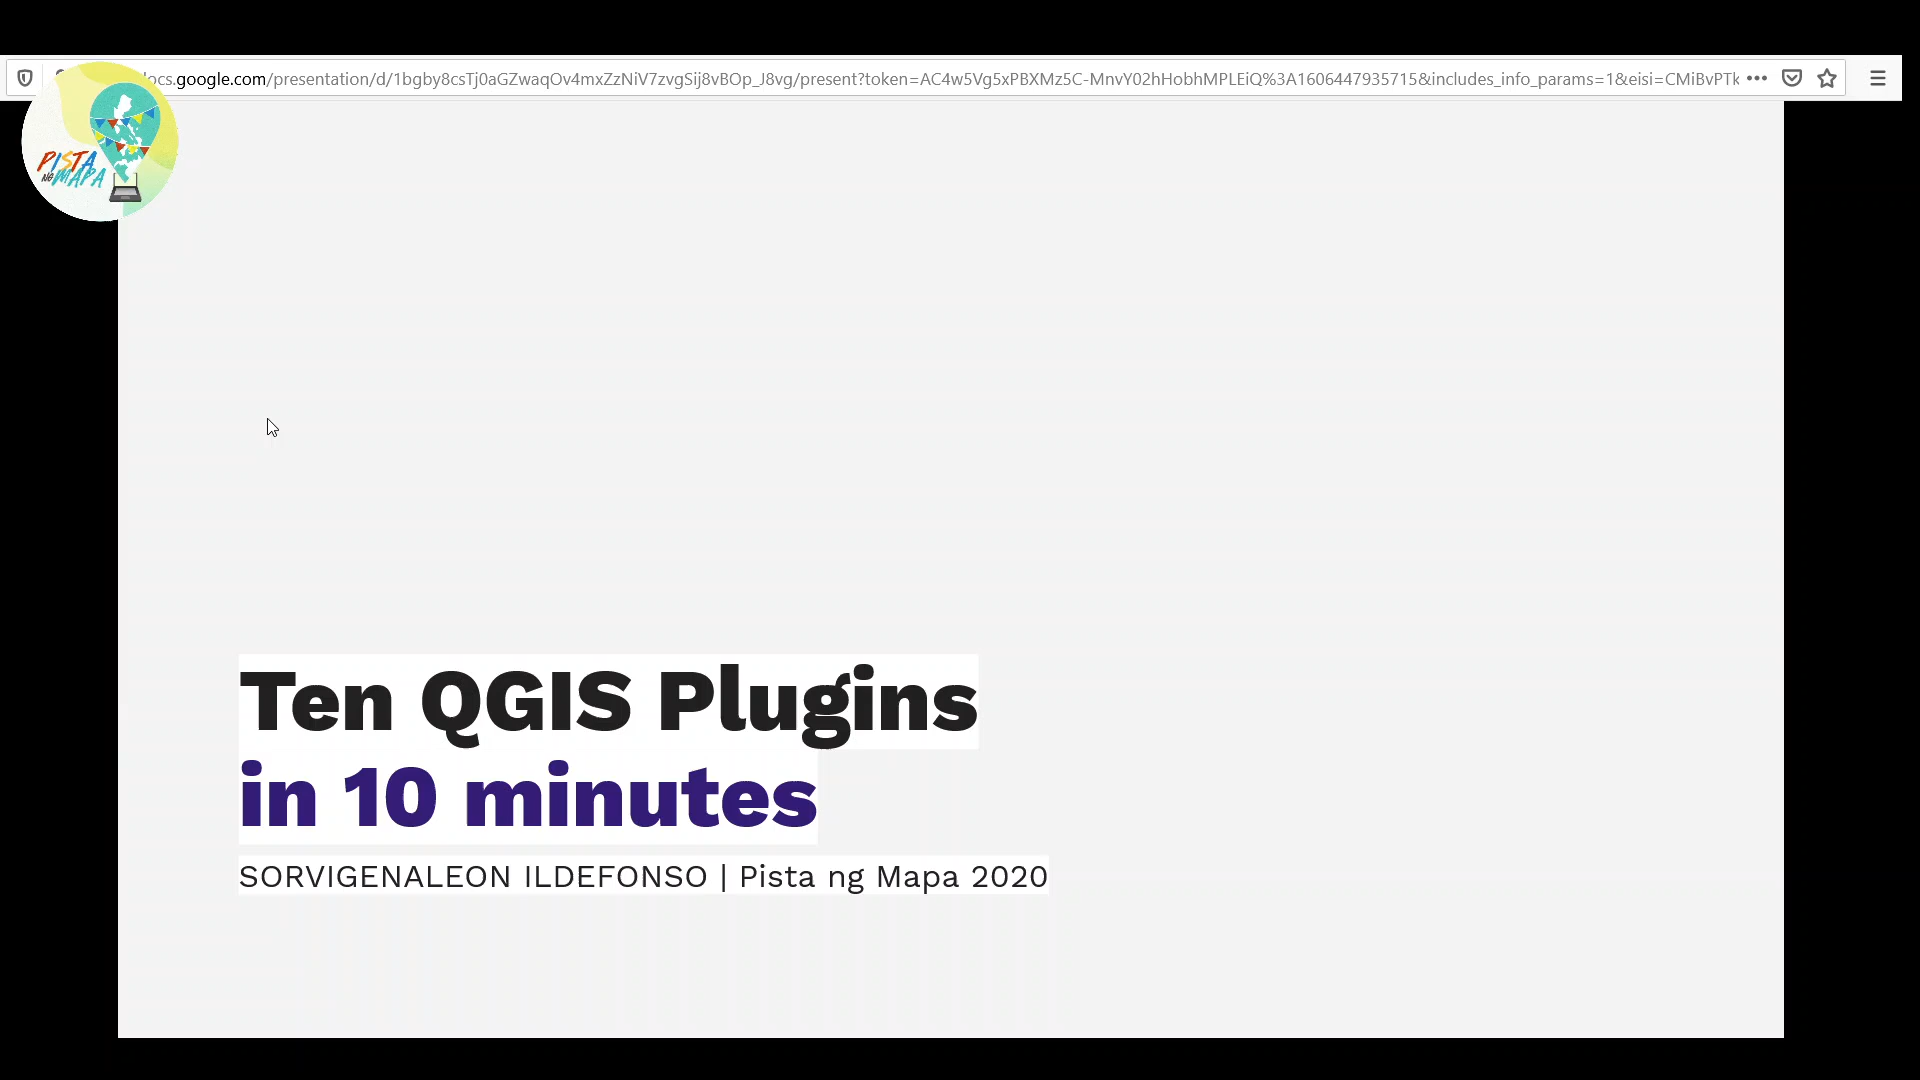 ocs.google.com/presentation/d/1bgby8csTj0aGZwaqOv4mxZzNiV7zvgSij8vBOp_J8vg/present?token=AC4w5Vg5xPBXMz5C-MnvY02hHobhMPLEiQ%3A1606447935715&includes_info_params=1&eisi=CMiBvPTk
PISTA
NG MAPA
Ten QGIS Plugins
in 10 minutes
SORVIGENALEON ILDEFONSO | Pista ng Mapa 2020